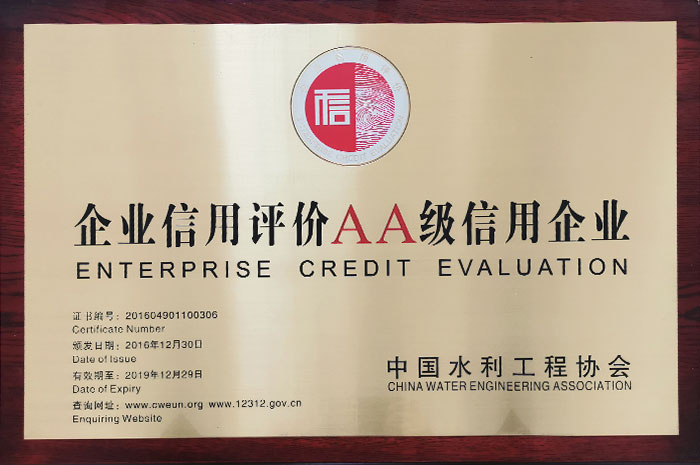 信
企业信用评价AA级信用企业
ENTERPRISE CREDIT EVALUATION
证书编号：201604901100306
Certificate Number
颁发日期：2016年12月30日
Date of Issue
有效期至：2019年12月29日
Date of Expiry
查询网址：www.cweun.org www.12312.gov.cn
Enquiring Website
中国水利工程协会
CHINA WATER ENGINEERING ASSOCIATION